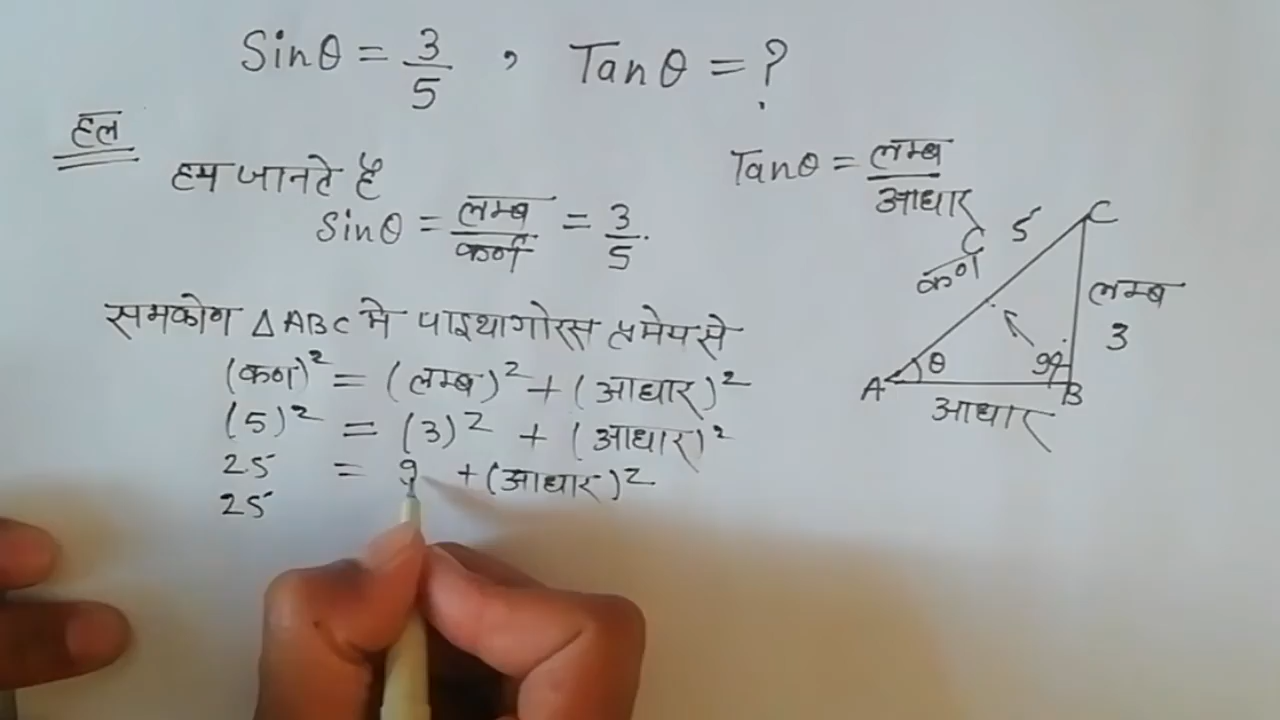 Sinθ = 3/5 , Tanθ = ?
हल
हम जानते है
Sinθ = लम्ब/कर्ण = 3/5.
समकोण △ABC मे पाइथागोरस प्रमेय से
(कर्ण)² = (लम्ब)² + (आधार)²
(5)² = (3)² + (आधार)²
25 = 9 + (आधार)²
25
Tanθ = लम्ब/आधार
C
5
कर्ण
लम्ब
3
θ
90
A
B
आधार